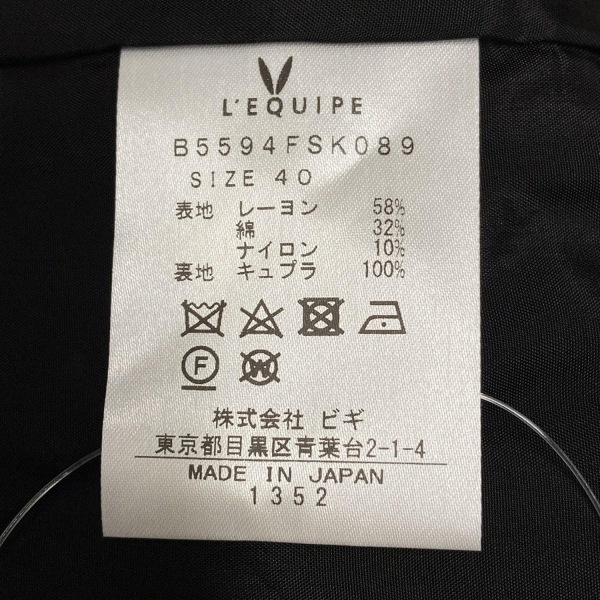 L'EQUIPE
B5594FSK089
SIZE 40
表地 レーヨン 58%
綿 32%
ナイロン 10%
裏地 キュプラ 100%
F W
株式会社 ビギ
東京都目黒区青葉台2-1-4
MADE IN JAPAN
1352